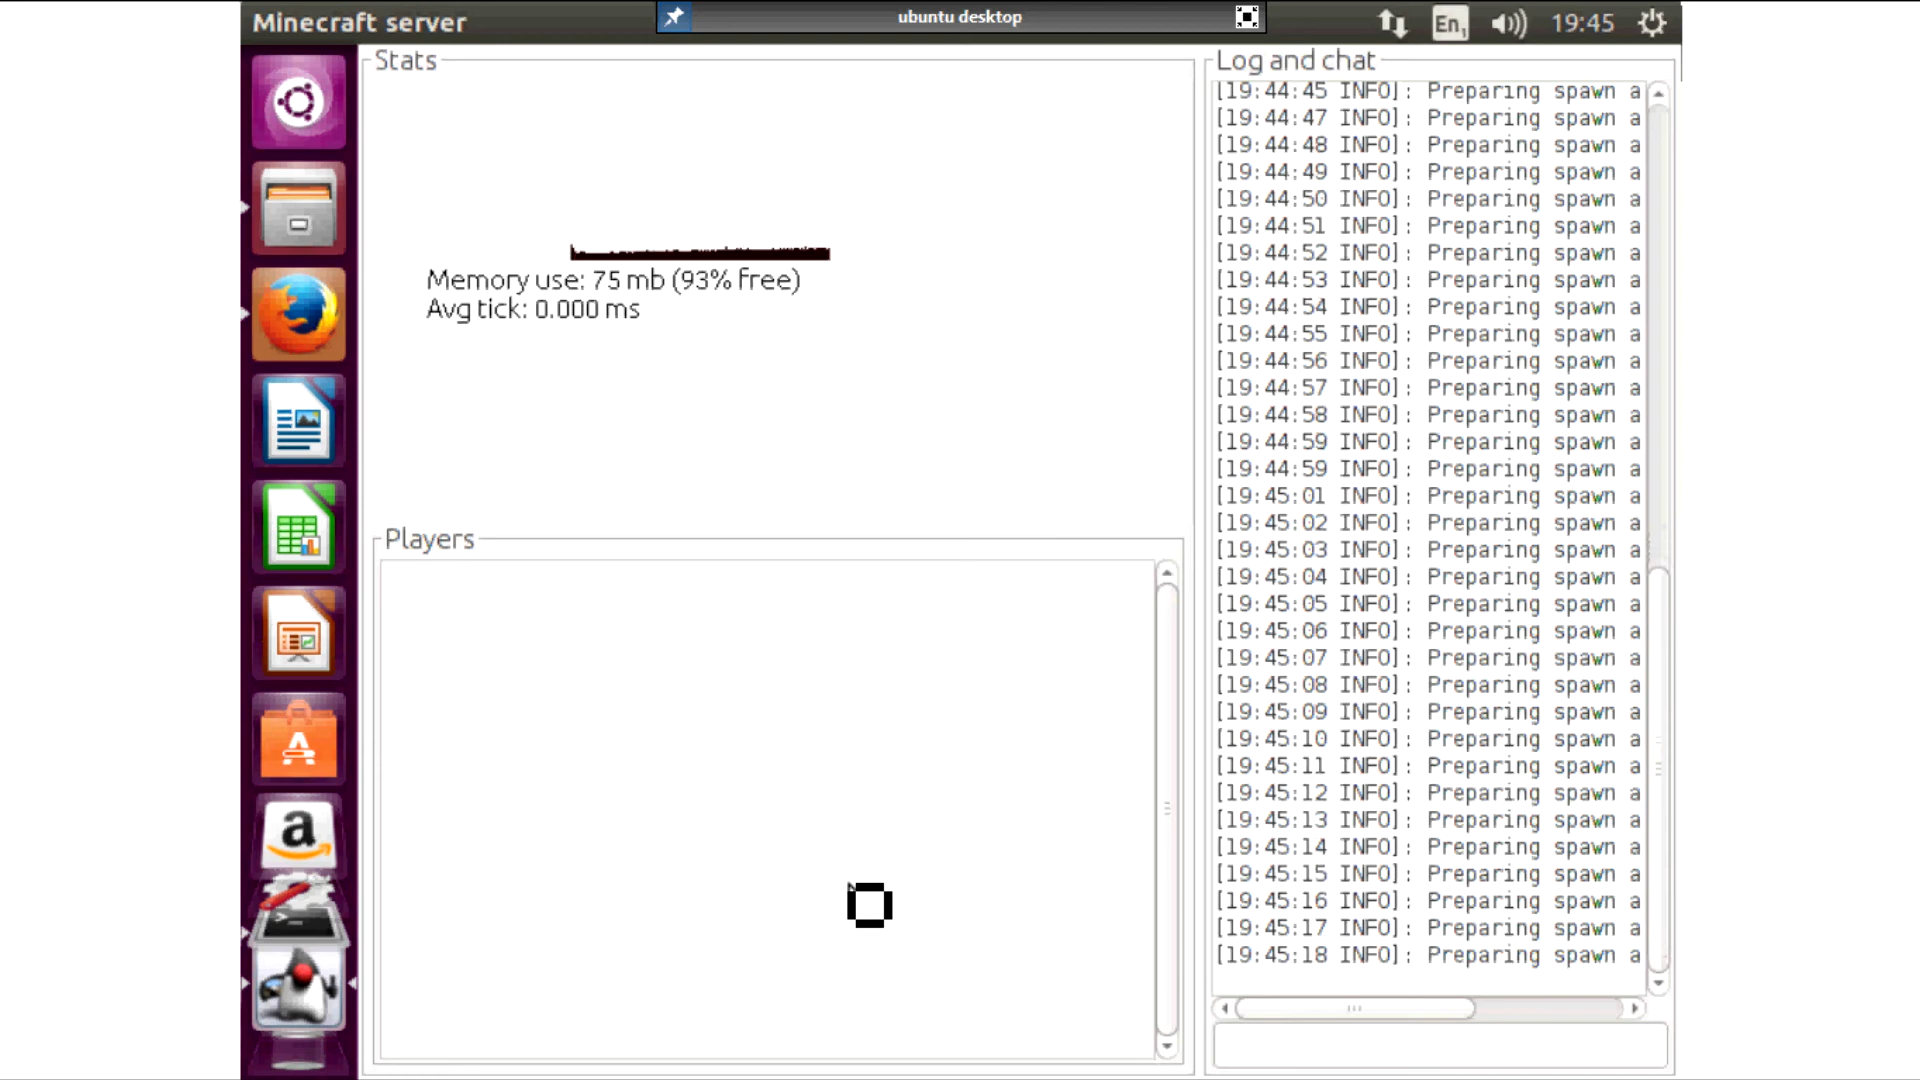 Minecraft server
ubuntu desktop
En1
19:45
Stats
Memory use: 75 mb (93% free)
Avg tick: 0.000 ms
Players
Log and chat
[19:44:45 INFO]: Preparing spawn a
[19:44:47 INFO]: Preparing spawn a
[19:44:48 INFO]: Preparing spawn a
[19:44:49 INFO]: Preparing spawn a
[19:44:50 INFO]: Preparing spawn a
[19:44:51 INFO]: Preparing spawn a
[19:44:52 INFO]: Preparing spawn a
[19:44:53 INFO]: Preparing spawn a
[19:44:54 INFO]: Preparing spawn a
[19:44:55 INFO]: Preparing spawn a
[19:44:56 INFO]: Preparing spawn a
[19:44:57 INFO]: Preparing spawn a
[19:44:58 INFO]: Preparing spawn a
[19:44:59 INFO]: Preparing spawn a
[19:44:59 INFO]: Preparing spawn a
[19:45:01 INFO]: Preparing spawn a
[19:45:02 INFO]: Preparing spawn a
[19:45:03 INFO]: Preparing spawn a
[19:45:04 INFO]: Preparing spawn a
[19:45:05 INFO]: Preparing spawn a
[19:45:06 INFO]: Preparing spawn a
[19:45:07 INFO]: Preparing spawn a
[19:45:08 INFO]: Preparing spawn a
[19:45:09 INFO]: Preparing spawn a
[19:45:10 INFO]: Preparing spawn a
[19:45:11 INFO]: Preparing spawn a
[19:45:12 INFO]: Preparing spawn a
[19:45:13 INFO]: Preparing spawn a
[19:45:14 INFO]: Preparing spawn a
[19:45:15 INFO]: Preparing spawn a
[19:45:16 INFO]: Preparing spawn a
[19:45:17 INFO]: Preparing spawn a
[19:45:18 INFO]: Preparing spawn a